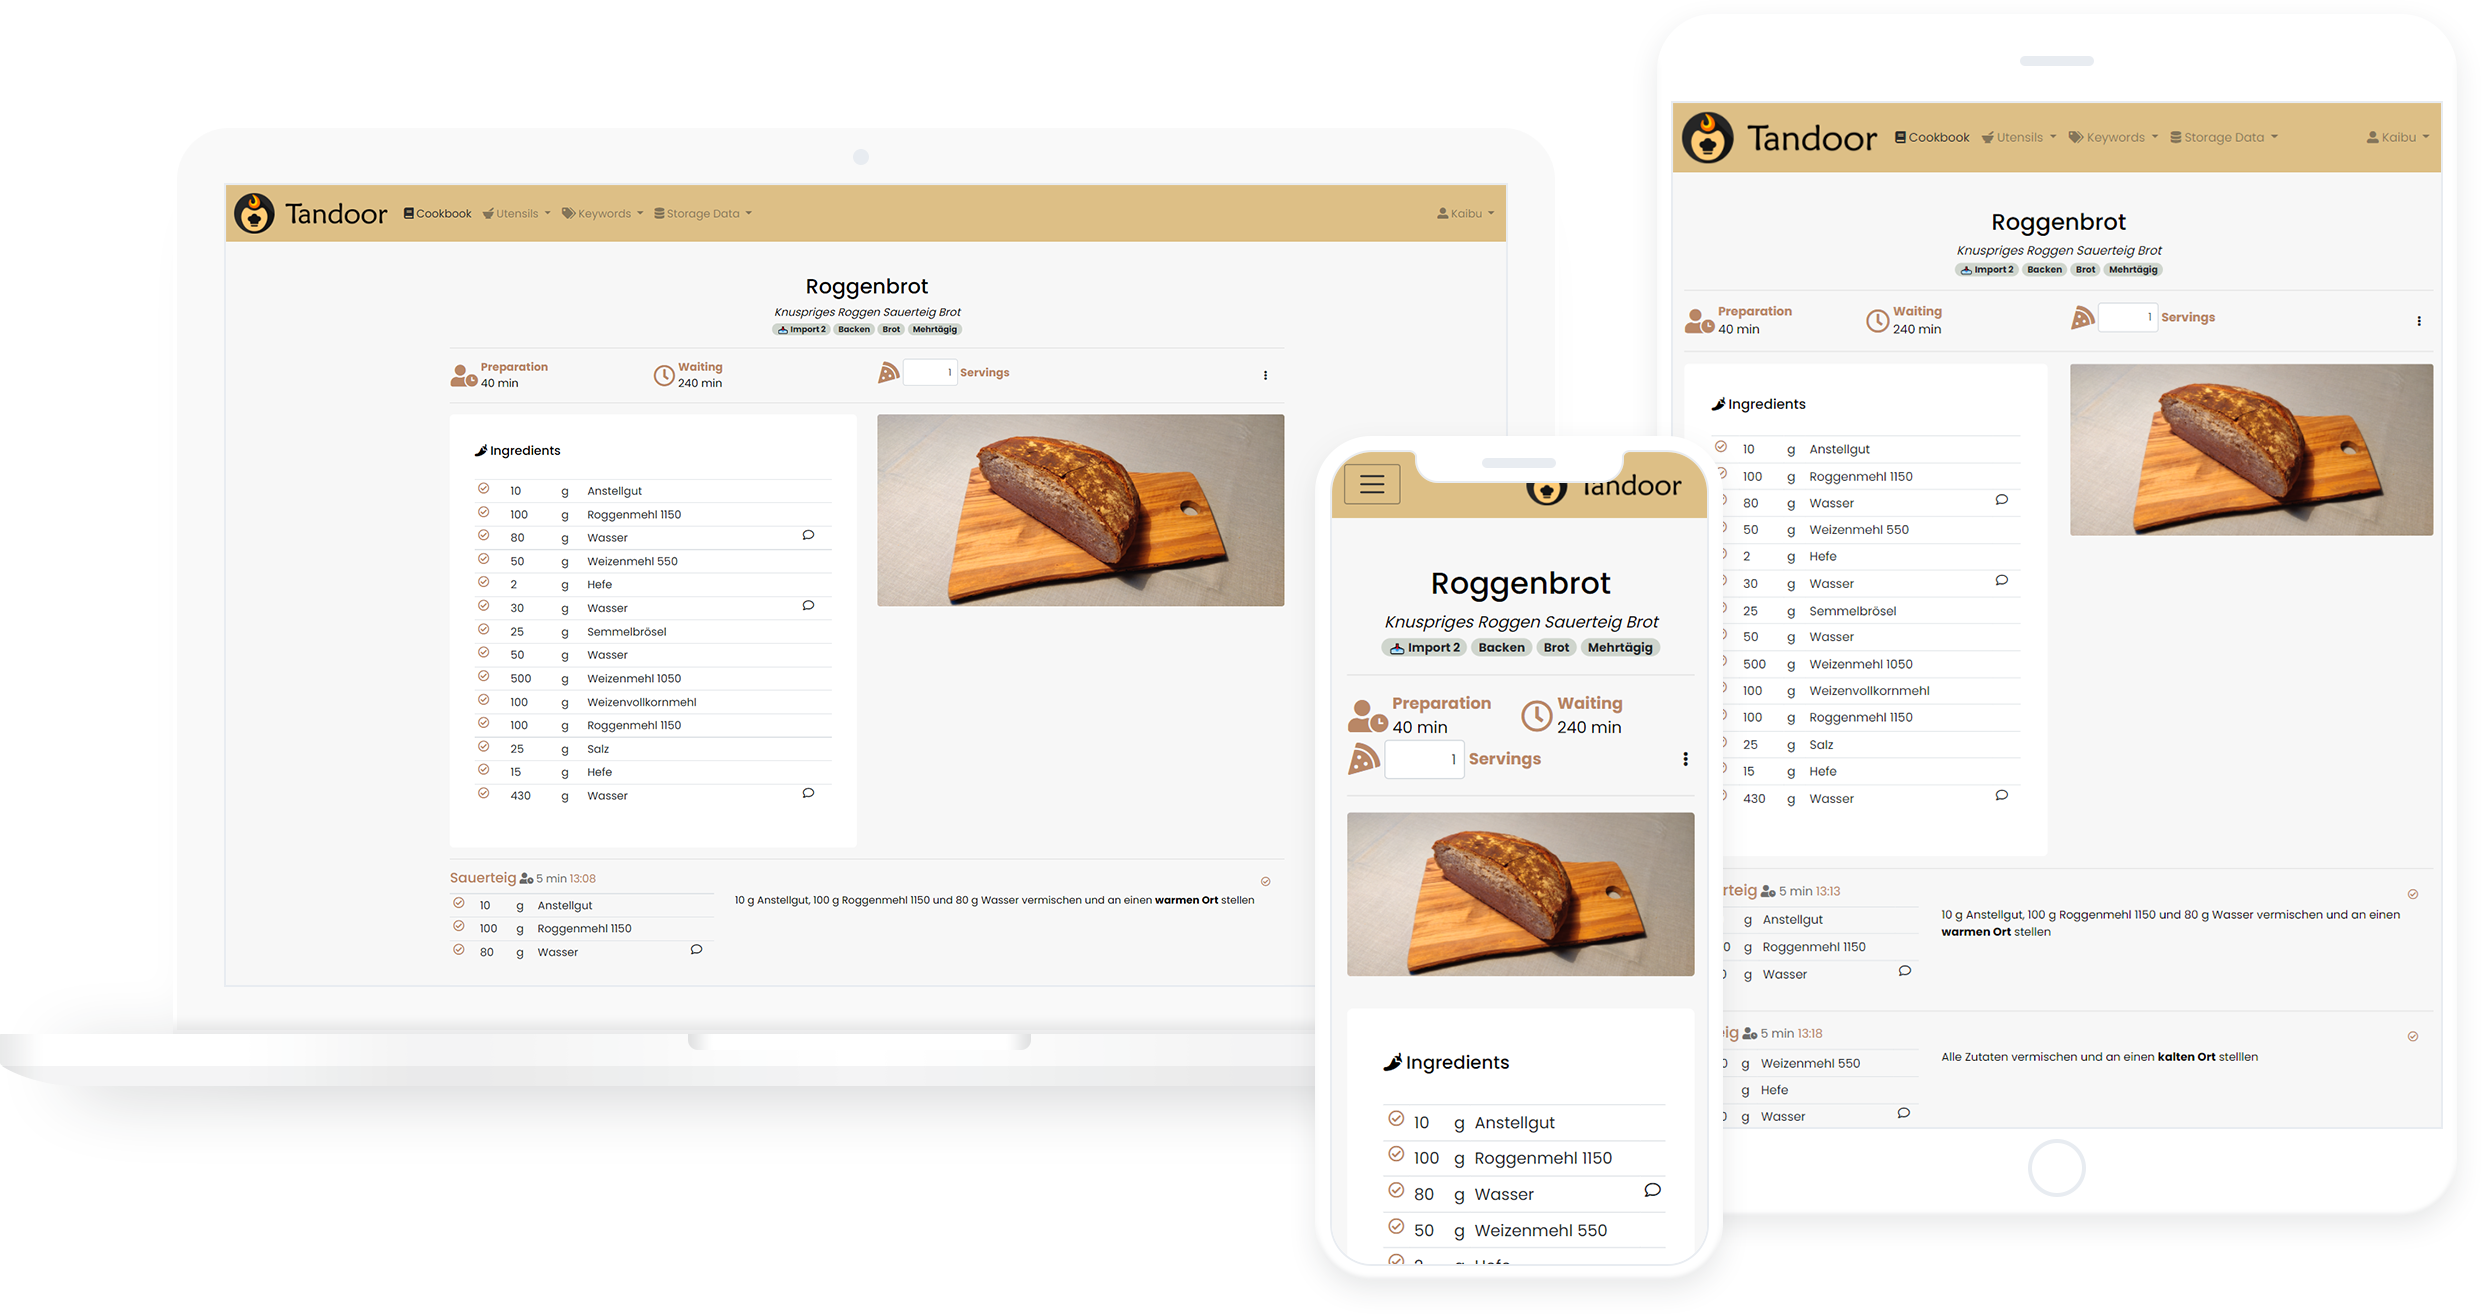 Tandoor Cookbook Utensils Keywords Storage Data Kaibu
Roggenbrot
Knuspriges Roggen Sauerteig Brot
Import 2 Backen Brot Mehrtägig
Preparation
40 min
Waiting
240 min
1 Servings
Ingredients
10 g Anstellgut
100 g Roggenmehl 1150
80 g Wasser
50 g Weizenmehl 550
2 g Hefe
30 g Wasser
25 g Semmelbrösel
50 g Wasser
500 g Weizenmehl 1050
100 g Weizenvollkornmehl
100 g Roggenmehl 1150
25 g Salz
15 g Hefe
430 g Wasser
Sauerteig 5 min 13:08
10 g Anstellgut
100 g Roggenmehl 1150
80 g Wasser
10 g Anstellgut, 100 g Roggenmehl 1150 und 80 g Wasser vermischen und an einen warmen Ort stellen
Tandoor
Roggenbrot
Knuspriges Roggen Sauerteig Brot
Import 2 Backen Brot Mehrtägig
Preparation
40 min
Waiting
240 min
1 Servings
Ingredients
10 g Anstellgut
100 g Roggenmehl 1150
80 g Wasser
50 g Weizenmehl 550
Tandoor Cookbook Utensils Keywords Storage Data Kaibu
Roggenbrot
Knuspriges Roggen Sauerteig Brot
Import 2 Backen Brot Mehrtägig
Preparation
40 min
Waiting
240 min
1 Servings
Ingredients
10 g Anstellgut
100 g Roggenmehl 1150
80 g Wasser
50 g Weizenmehl 550
2 g Hefe
30 g Wasser
25 g Semmelbrösel
50 g Wasser
500 g Weizenmehl 1050
100 g Weizenvollkornmehl
100 g Roggenmehl 1150
25 g Salz
15 g Hefe
430 g Wasser
rteig 5 min 13:13
g Anstellgut
0 g Roggenmehl 1150
g Wasser
10 g Anstellgut, 100 g Roggenmehl 1150 und 80 g Wasser vermischen und an einen
warmen Ort stellen
ig 5 min 13:18
g Weizenmehl 550
g Hefe
g Wasser
Alle Zutaten vermischen und an einen kalten Ort stelllen